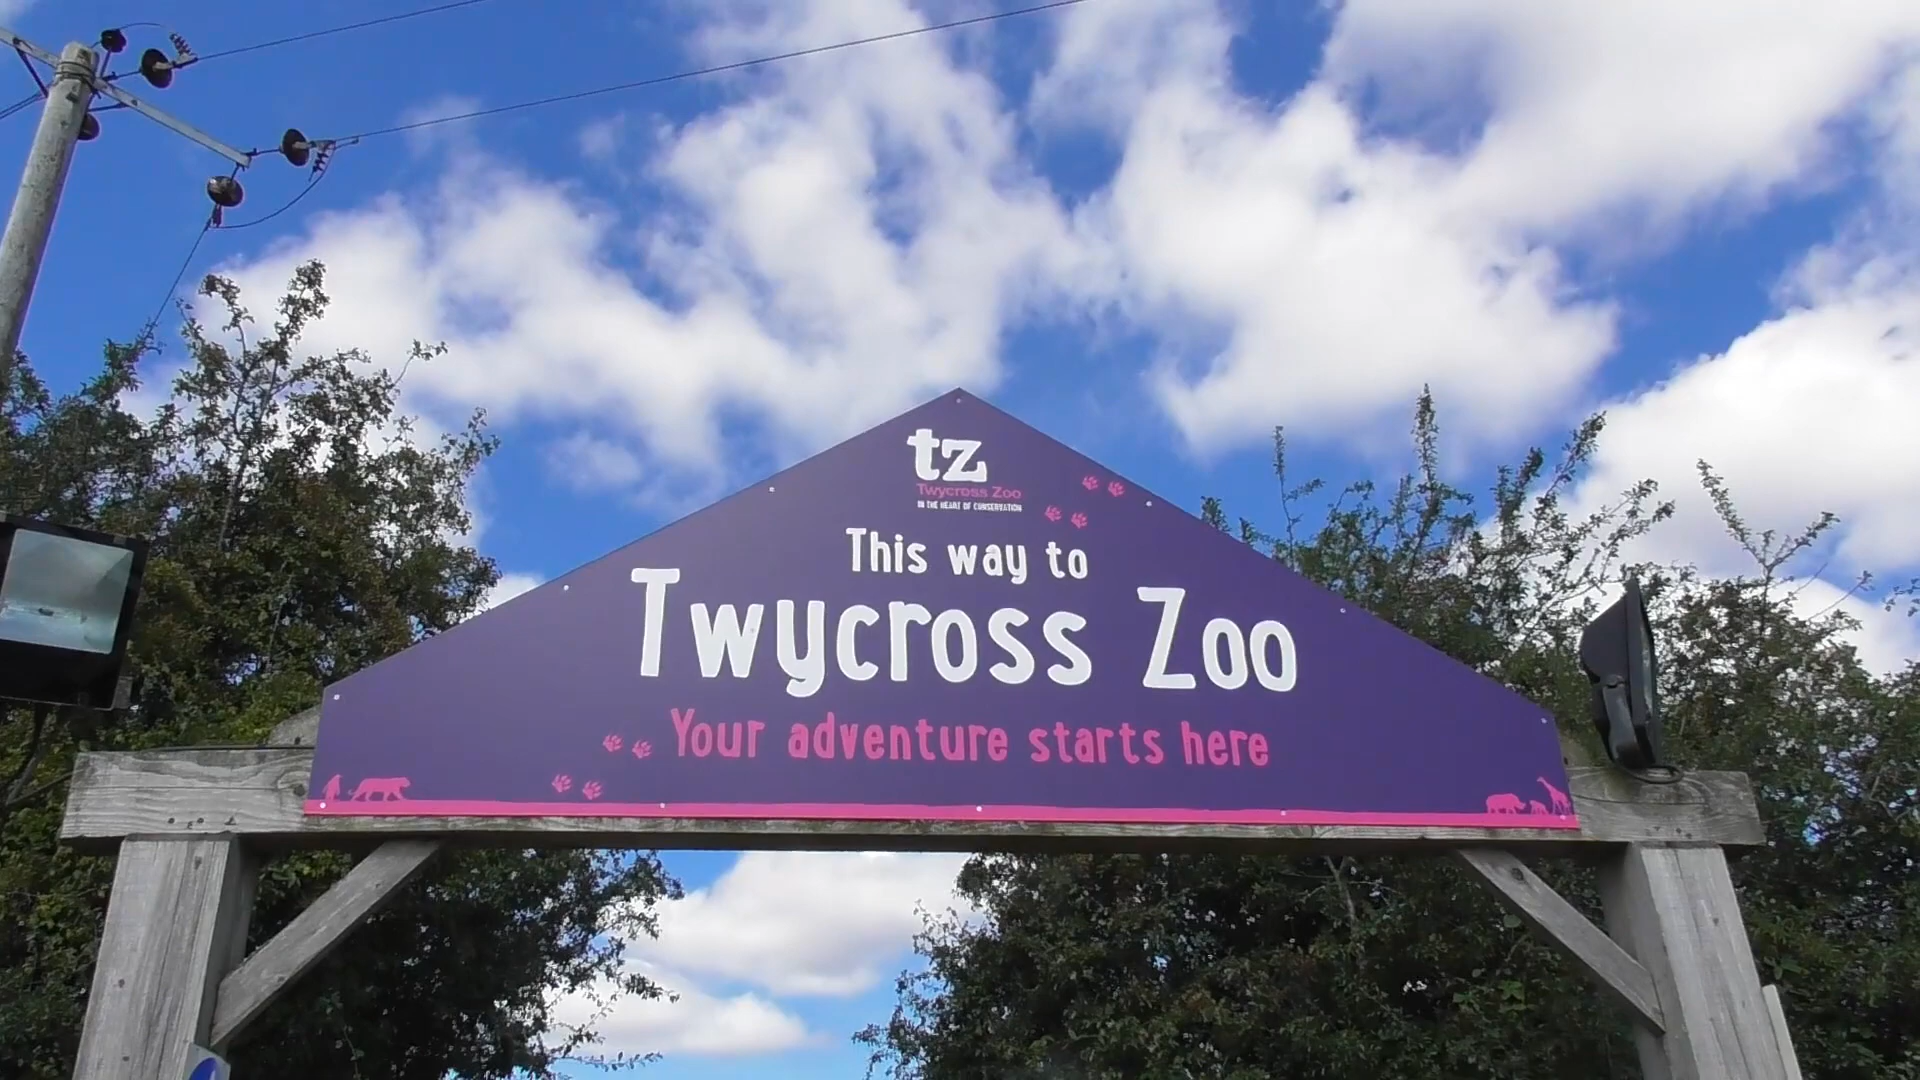 tz
Twycross Zoo
IN THE HEART OF CONSERVATION
This way to
Twycross Zoo
Your adventure starts here